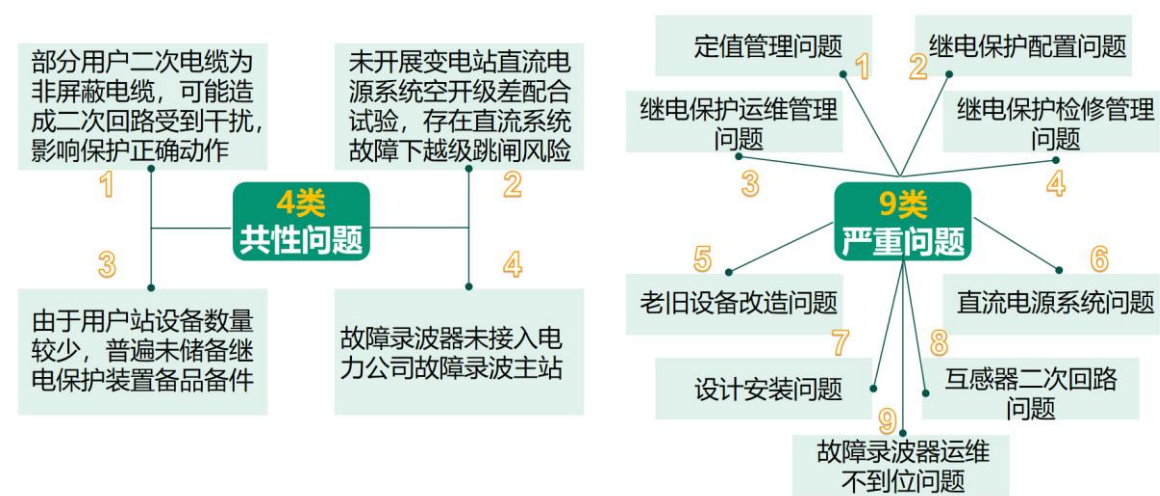 部分用户二次电缆为
非屏蔽电缆，可能造
成二次回路受到干扰，
影响保护正确动作
1
未开展变电站直流电
源系统空开级差配合
试验，存在直流系统
故障下越级跳闸风险
2
4类
共性问题
3
由于用户站设备数量
较少，普遍未储备继
电保护装置备品备件
4
故障录波器未接入电
力公司故障录波主站
定值管理问题
1
继电保护配置问题
2
继电保护运维管理
问题
3
继电保护检修管理
问题
4
9类
严重问题
5
老旧设备改造问题
6
直流电源系统问题
7
设计安装问题
8
互感器二次回路
问题
9
故障录波器运维
不到位问题